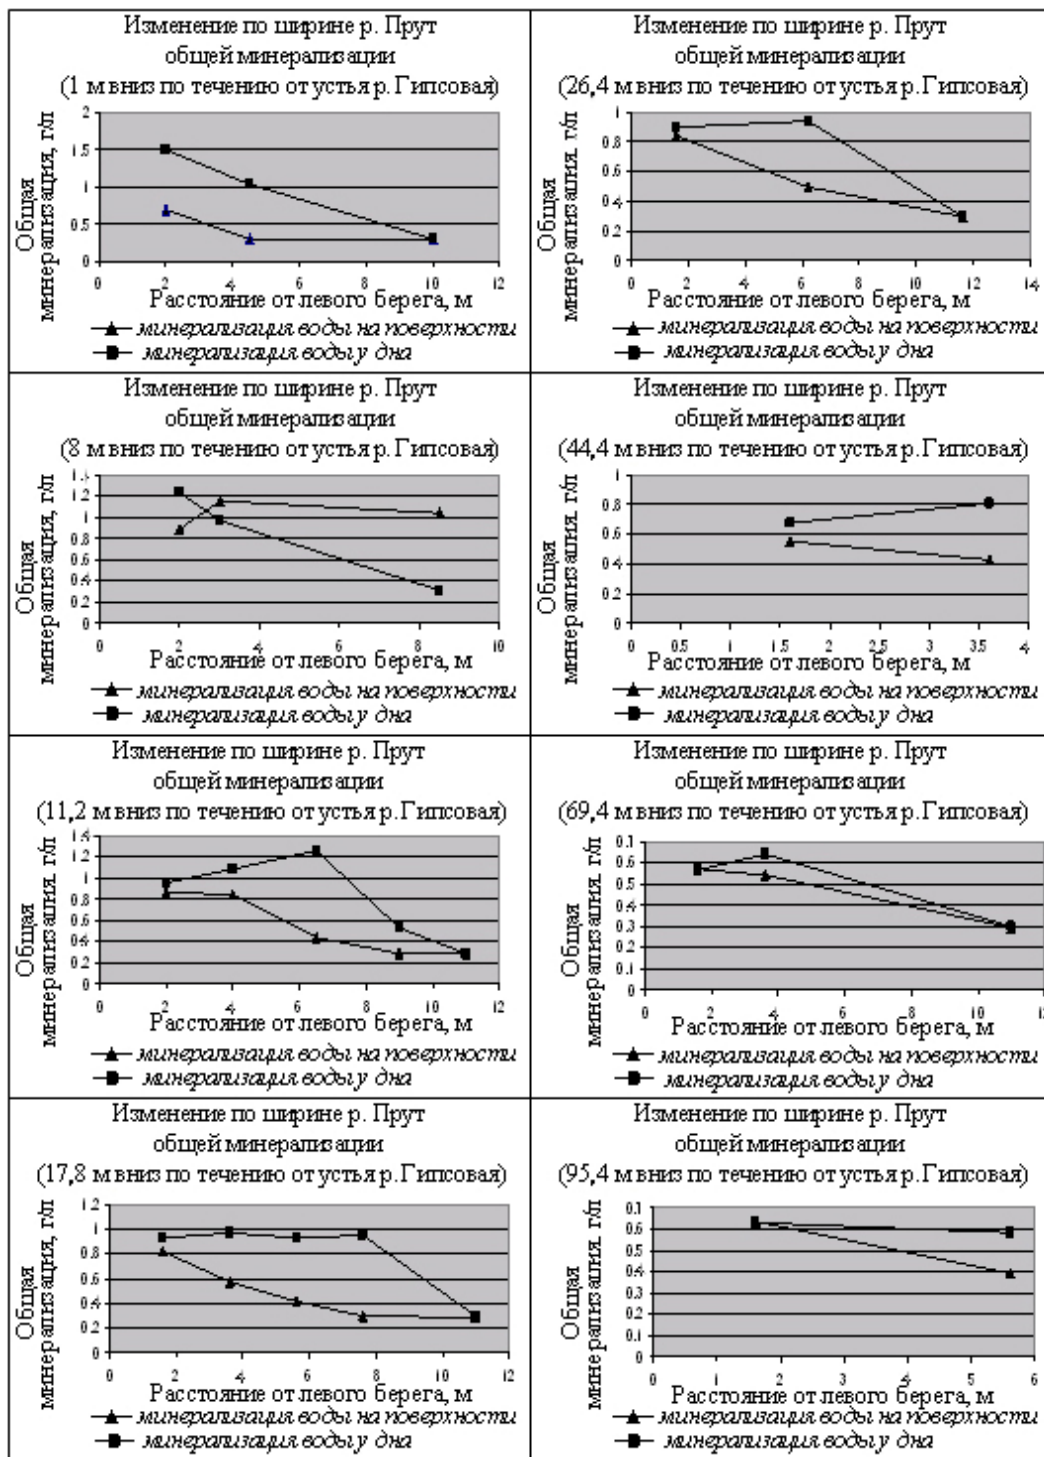 Изменение по ширине р. Прут
общей минерализации
(1 м вниз по течению от устья р. Гипсовая)
Общая
минерализация, г/л
2
1.5
1
0.5
0
0 2 4 6 8 10 12
Расстояние от левого берега, м
минерализация воды на поверхности
минерализация воды у дна
Изменение по ширине р. Прут
общей минерализации
(26,4 м вниз по течению от устья р. Гипсовая)
Общая
минерализация. г/л
1
0.8
0.6
0.4
0.2
0
0 2 4 6 8 10 12 14
Расстояние от левого берега, м
минерализация воды на поверхности
минерализация воды у дна
Изменение по ширине р. Прут
общей минерализации
(8 м вниз по течению от устья р. Гипсовая)
Общая
минерализация, г/л
1.4
1.2
1
0.8
0.6
0.4
0.2
0
0 2 4 6 8 10
Расстояние от левого берега, м
минерализация воды на поверхности
минерализация воды у дна
Изменение по ширине р. Прут
общей минерализации
(44,4 м вниз по течению от устья р. Гипсовая)
Общая
минерализация. г/л
1
0.8
0.6
0.4
0.2
0
0 0.5 1 1.5 2 2.5 3 3.5 4
Расстояние от левого берега, м
минерализация воды на поверхности
минерализация воды у дна
Изменение по ширине р. Прут
общей минерализации
(11,2 м вниз по течению от устья р. Гипсовая)
Общая
минерализация. г/л
1.4
1.2
1
0.8
0.6
0.4
0.2
0
0 2 4 6 8 10 12
Расстояние от левого берега, м
минерализация воды на поверхности
минерализация воды у дна
Изменение по ширине р. Прут
общей минерализации
(69,4 м вниз по течению от устья р. Гипсовая)
Общая
минерализация. г/л
0.6
0.5
0.4
0.3
0.2
0.1
0
0 2 4 6 8 10 12
Расстояние от левого берега, м
минерализация воды на поверхности
минерализация воды у дна
Изменение по ширине р. Прут
общей минерализации
(17,8 м вниз по течению от устья р. Гипсовая)
Общая
минерализация, г/л
1.2
1
0.8
0.6
0.4
0.2
0
0 2 4 6 8 10 12
Расстояние от левого берега, м
минерализация воды на поверхности
минерализация воды у дна
Изменение по ширине р. Прут
общей минерализации
(95,4 м вниз по течению от устья р. Гипсовая)
Общая
минерализация. г/л
0.6
0.5
0.4
0.3
0.2
0.1
0
0 1 2 3 4 5 6
Расстояние от левого берега, м
минерализация воды на поверхности
минерализация воды у дна